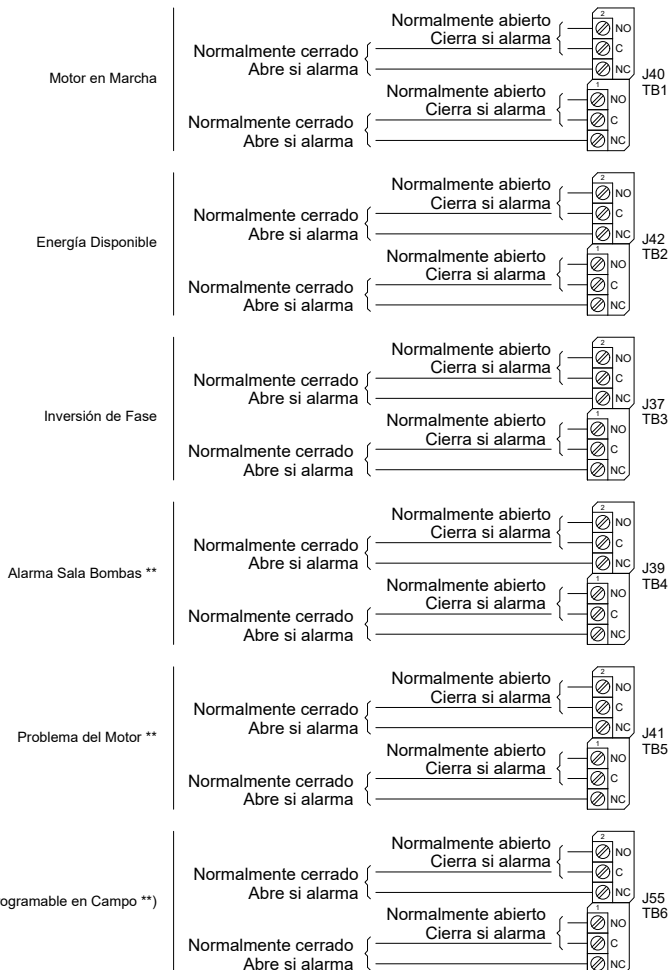 Motor en Marcha
Normalmente abierto
Cierra si alarma
Normalmente cerrado
Abre si alarma
2
NO
C
NC
Normalmente abierto
Cierra si alarma
Normalmente cerrado
Abre si alarma
1
NO
C
NC
J40
TB1
Energía Disponible
Normalmente abierto
Cierra si alarma
Normalmente cerrado
Abre si alarma
2
NO
C
NC
Normalmente abierto
Cierra si alarma
Normalmente cerrado
Abre si alarma
1
NO
C
NC
J42
TB2
Inversión de Fase
Normalmente abierto
Cierra si alarma
Normalmente cerrado
Abre si alarma
2
NO
C
NC
Normalmente abierto
Cierra si alarma
Normalmente cerrado
Abre si alarma
1
NO
C
NC
J37
TB3
Alarma Sala Bombas **
Normalmente abierto
Cierra si alarma
Normalmente cerrado
Abre si alarma
2
NO
C
NC
Normalmente abierto
Cierra si alarma
Normalmente cerrado
Abre si alarma
1
NO
C
NC
J39
TB4
Problema del Motor **
Normalmente abierto
Cierra si alarma
Normalmente cerrado
Abre si alarma
2
NO
C
NC
Normalmente abierto
Cierra si alarma
Normalmente cerrado
Abre si alarma
1
NO
C
NC
J41
TB5
ogramable en Campo **)
Normalmente abierto
Cierra si alarma
Normalmente cerrado
Abre si alarma
2
NO
C
NC
Normalmente abierto
Cierra si alarma
Normalmente cerrado
Abre si alarma
1
NO
C
NC
J55
TB6